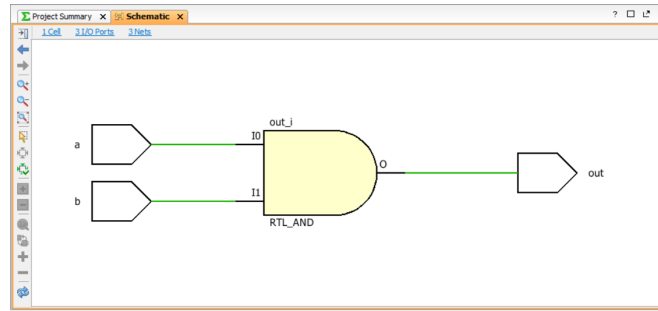 Project Summary
Schematic
?
1 Cell 3 I/O Ports 3 Nets
out_i
a
I0
O
out
b
I1
RTL_AND